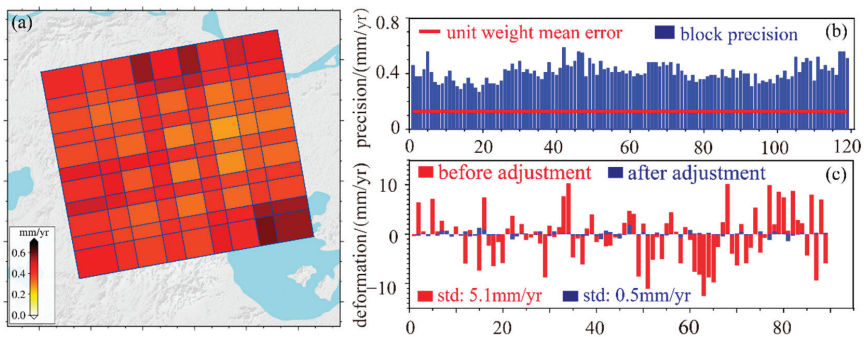 (a)
mm/yr
0.6
0.4
0.2
0.0
precision/(mm/yr)
unit weight mean error
block precision
(b)
0.8
0.4
0
0 20 40 60 80 100 120
deformation/(mm/yr)
before adjustment
after adjustment
(c)
10
0
-10
std: 5.1mm/yr
std: 0.5mm/yr
0 20 40 60 80